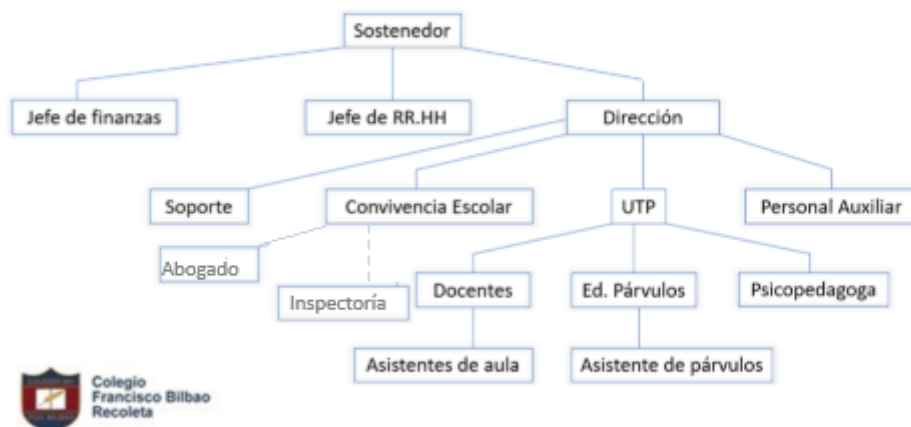 Sostenedor
Jefe de finanzas
Jefe de RR.HH
Dirección
Soporte
Convivencia Escolar
UTP
Personal Auxiliar
Abogado
Inspectoría
Docentes
Ed. Párvulos
Psicopedagoga
Asistentes de aula
Asistente de párvulos
Colegio
Francisco Bilbao
Recoleta